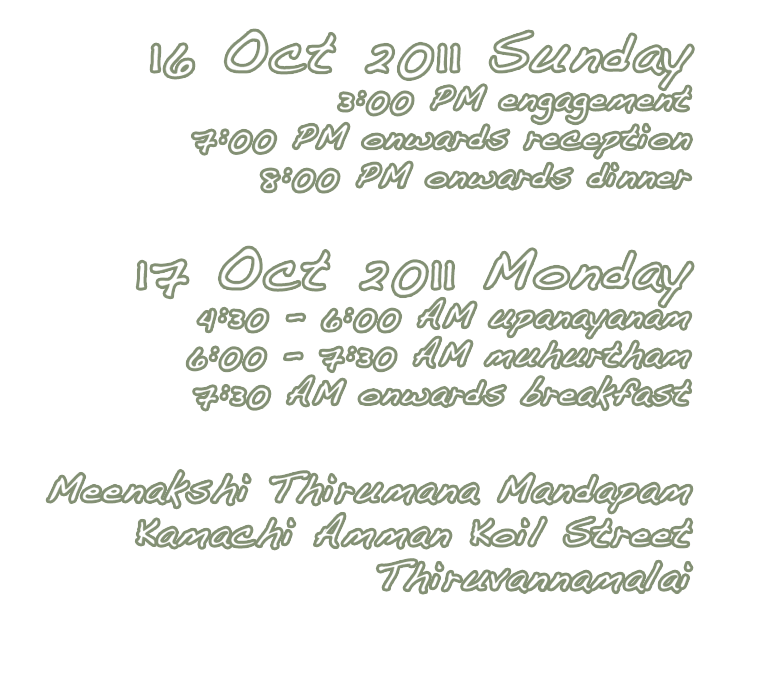 16 Oct 2011 Sunday
3:00 PM engagement
7:00 PM onwards reception
8:00 PM onwards dinner
17 Oct 2011 Monday
4:30 - 6:00 AM upanayanam
6:00 - 7:30 AM muhurtham
7:30 AM onwards breakfast
Meenakshi Thirumana Mandapam
Kamachi Amman Koil Street
Thiruvannamalai